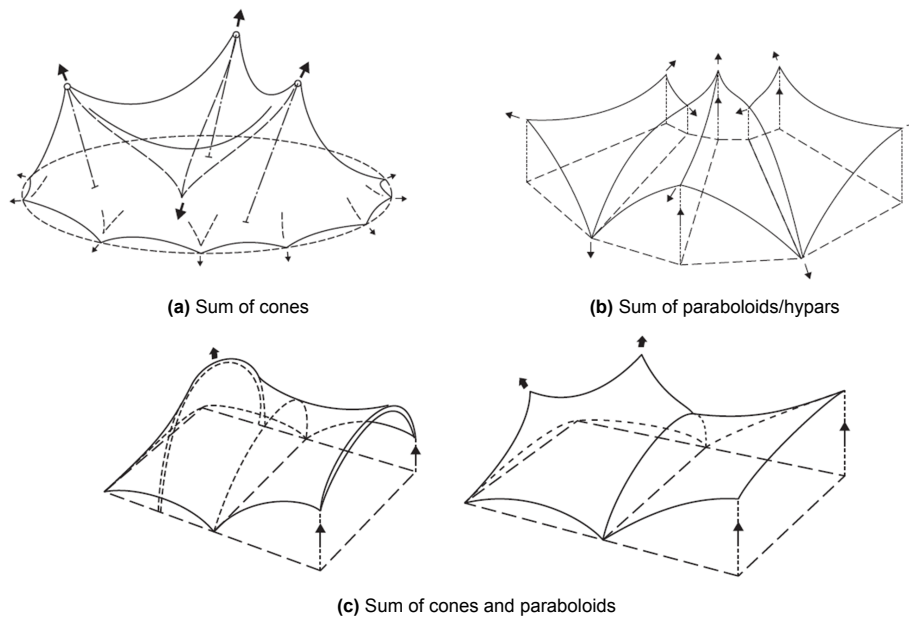 (a) Sum of cones
(b) Sum of paraboloids/hypars
(c) Sum of cones and paraboloids